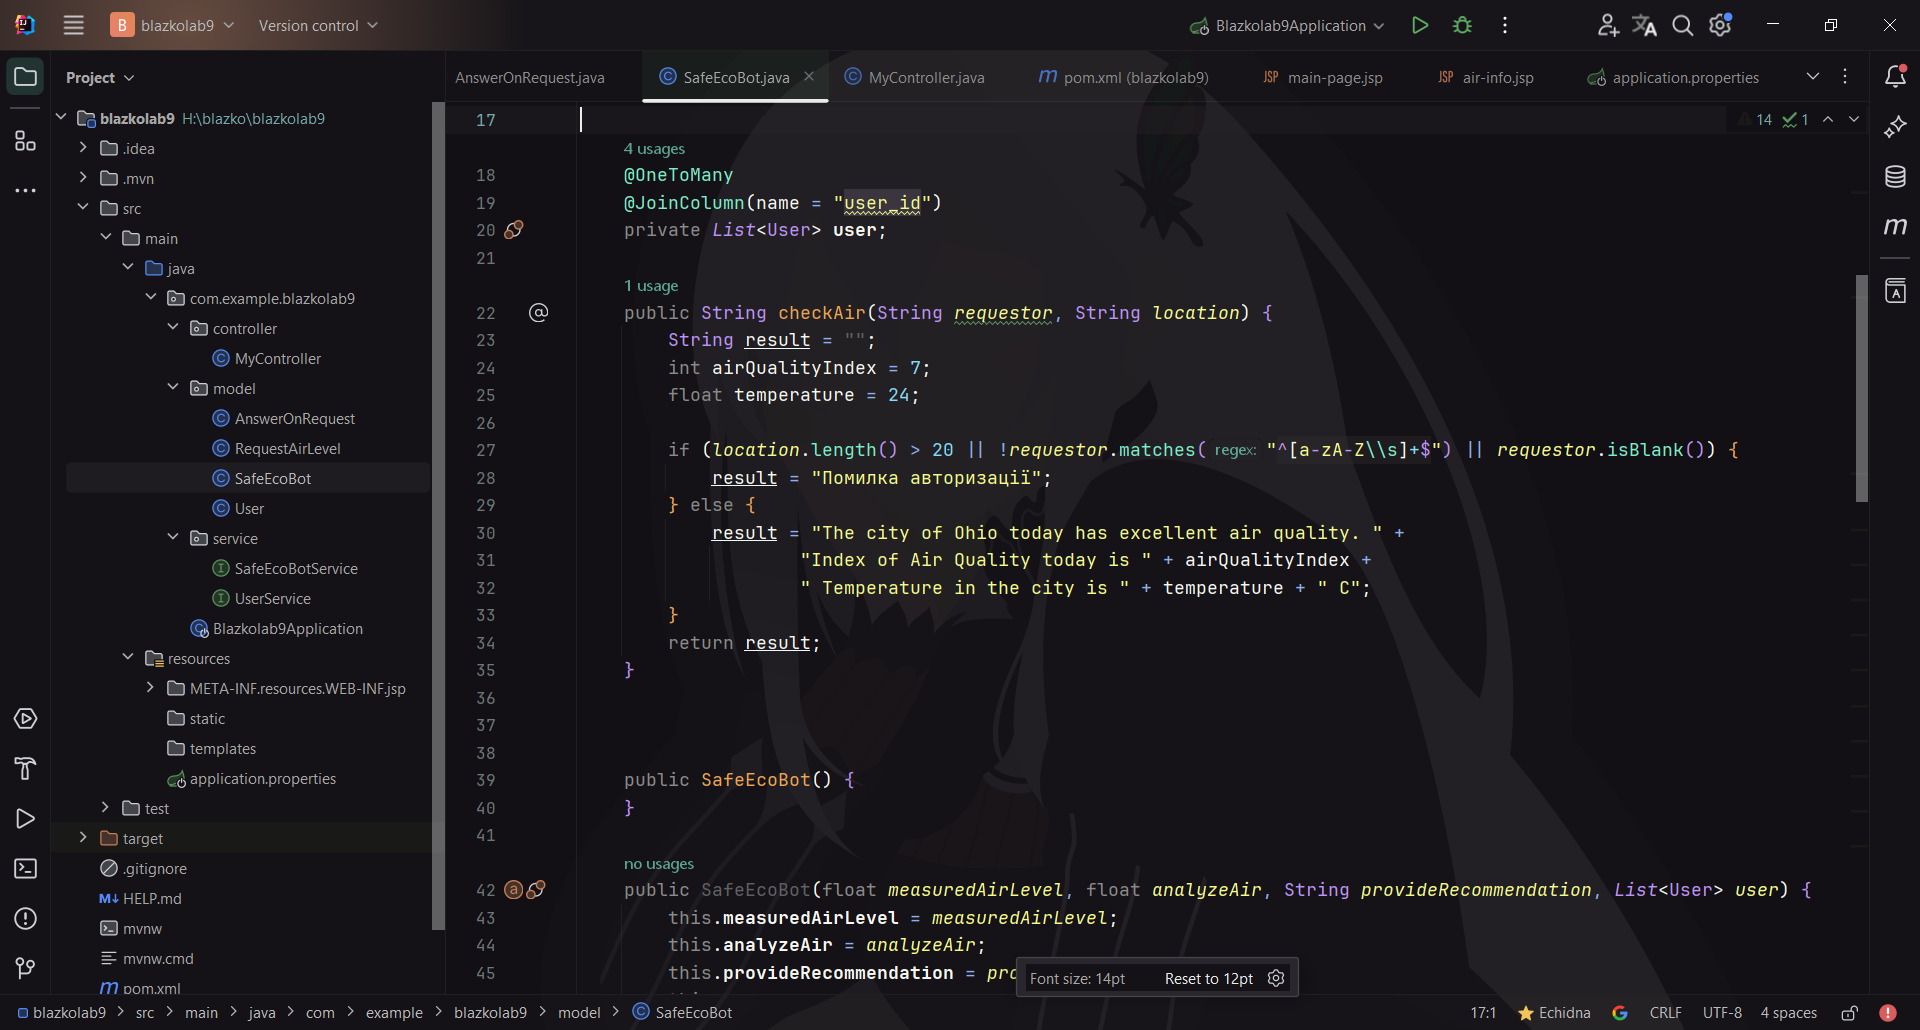 B blazkolab9 Version control Blazkolab9Application
Project
AnswerOnRequest.java SafeEcoBot.java MyController.java pom.xml (blazkolab9) JSP main-page.jsp JSP air-info.jsp application.properties
blazkolab9 H:\blazko\blazkolab9
.idea
.mvn
src
main
java
com.example.blazkolab9
controller
MyController
model
AnswerOnRequest
RequestAirLevel
SafeEcoBot
User
service
SafeEcoBotService
UserService
Blazkolab9Application
resources
META-INF.resources.WEB-INF.jsp
static
templates
application.properties
test
target
.gitignore
HELP.md
mvnw
mvnw.cmd
pom.xml
17 14 1
4 usages
18 @OneToMany
19 @JoinColumn(name = "user_id")
20 private List<User> user;
21
1 usage
22 @ public String checkAir(String requestor, String location) {
23 String result = "";
24 int airQualityIndex = 7;
25 float temperature = 24;
26
27 if (location.length() > 20 || !requestor.matches( regex: "^[a-zA-Z\\s]+$") || requestor.isBlank()) {
28 result = "Помилка авторизації";
29 } else {
30 result = "The city of Ohio today has excellent air quality. " +
31 "Index of Air Quality today is " + airQualityIndex +
32 " Temperature in the city is " + temperature + " C";
33 }
34 return result;
35 }
36
37
38
39 public SafeEcoBot() {
40 }
41
no usages
42 public SafeEcoBot(float measuredAirLevel, float analyzeAir, String provideRecommendation, List<User> user) {
43 this.measuredAirLevel = measuredAirLevel;
44 this.analyzeAir = analyzeAir;
45 this.provideRecommendation = pro
Font size: 14pt Reset to 12pt
blazkolab9 > src > main > java > com > example > blazkolab9 > model > SafeEcoBot 17:1 Echidna CRLF UTF-8 4 spaces